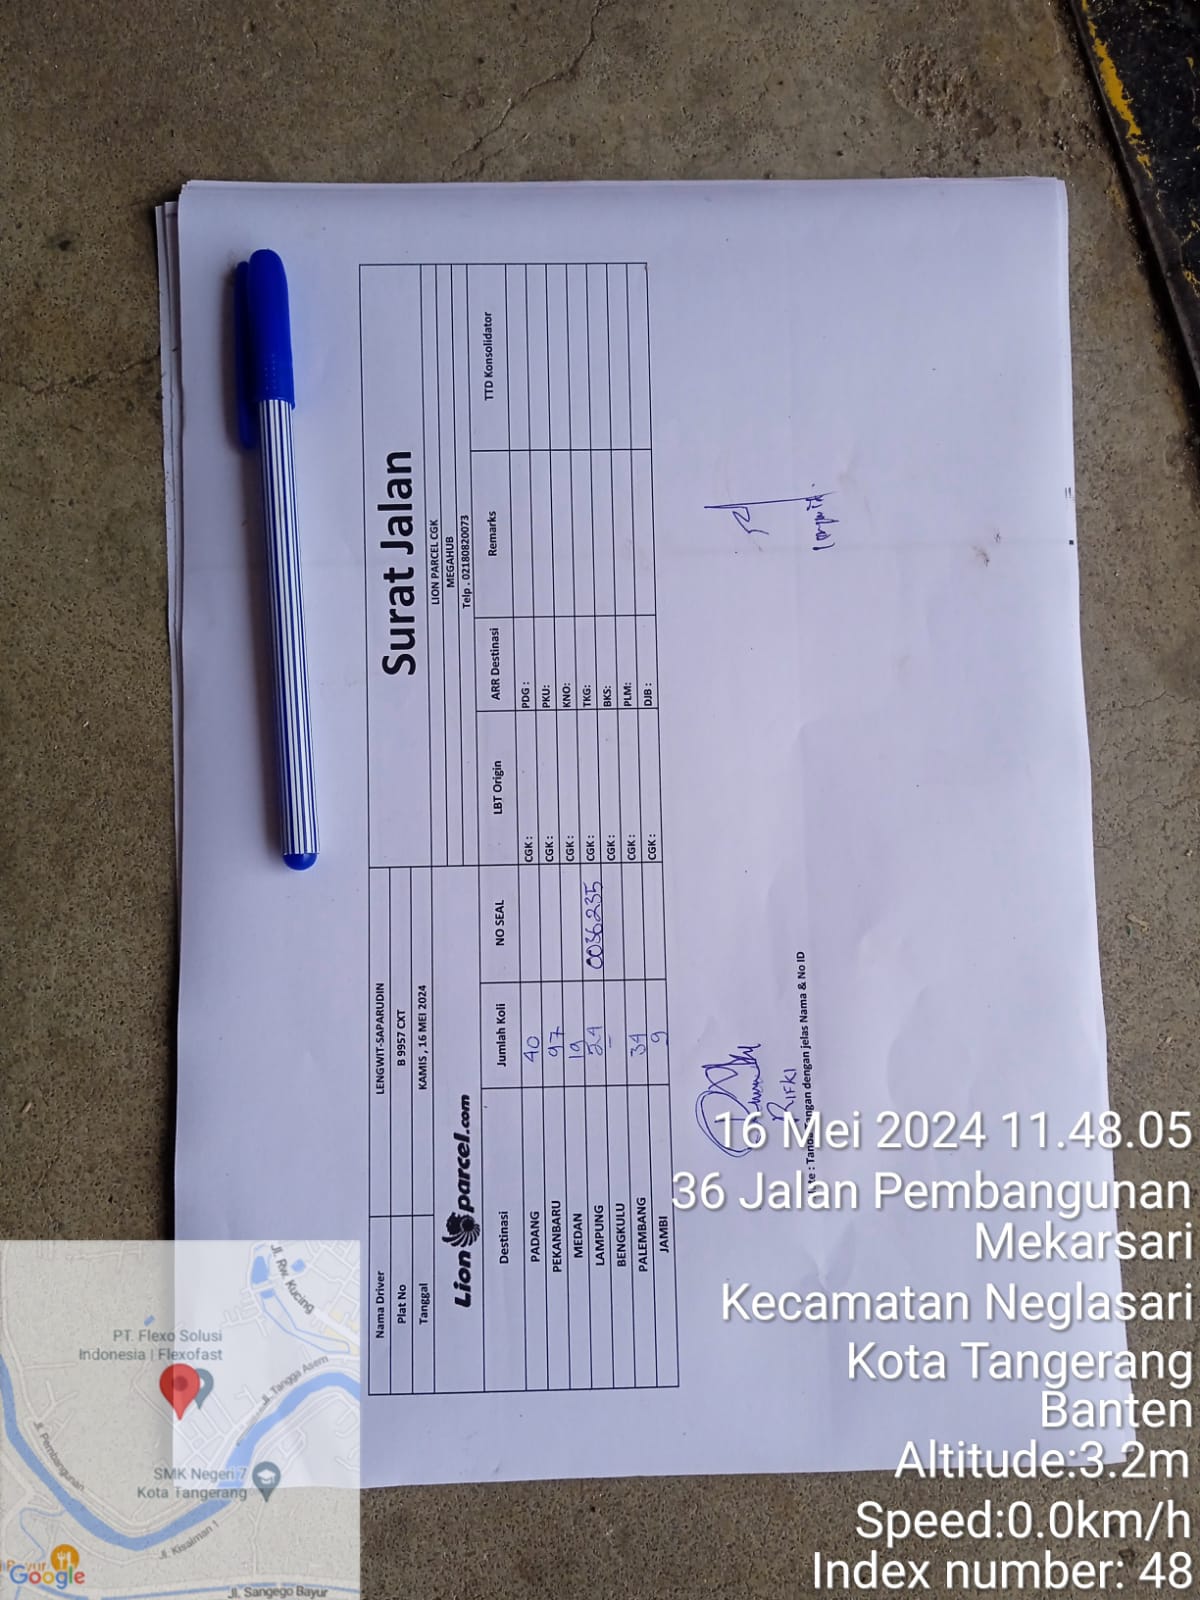 Surat Jalan
Nama Driver LENGWIT-SAPARUDIN
Plat No B 9957 CXT
Tanggal KAMIS , 16 MEI 2024
LION PARCEL CGK
MEGAHUB
Telp . 02180820073
Lion parcel.com
Destinasi Jumlah Koli NO SEAL LBT Origin ARR Destinasi Remarks TTD Konsolidator
PADANG 40 CGK : PDG :
PEKANBARU 97 CGK : PKU:
MEDAN 19 CGK : KNO:
LAMPUNG 24 0036235 CGK : TKG:
BENGKULU - CGK : BKS:
PALEMBANG 34 CGK : PLM:
JAMBI 9 CGK : DJB :
RIFKI
dengan jelas Nama & No ID
16 Mei 2024 11.48.05
36 Jalan Pembangunan
Mekarsari
Kecamatan Neglasari
Kota Tangerang
Banten
Altitude:3.2m
Speed:0.0km/h
Index number: 48
Jl. Rw. Kucing
PT. Flexo Solusi
Indonesia | Flexofast
Jl. Tangga Asem
Jl. Pembangunan
SMK Negeri 7
Kota Tangerang
Jl. Kisaiman 1
Google
Jl. Sangego Bayur